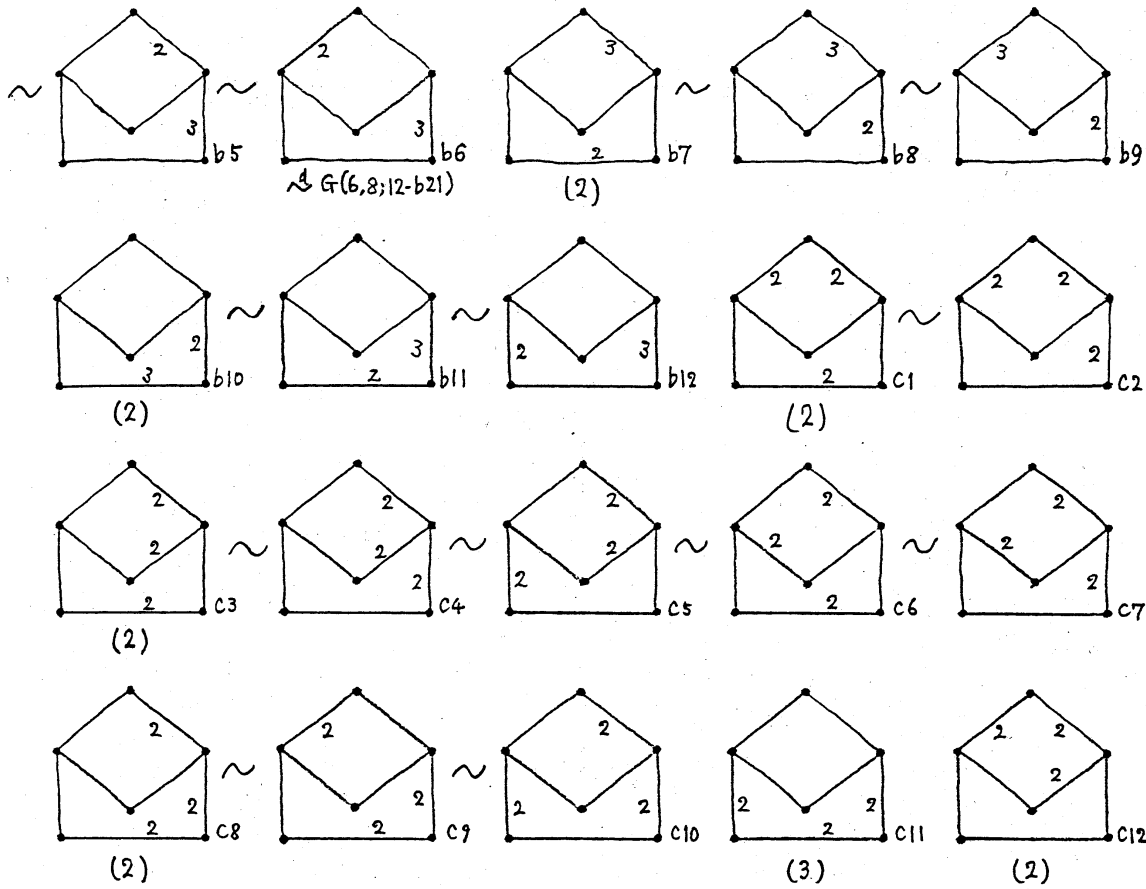 ~ 2 3 b5 ~ 2 3 b6 3 2 b7 ~ 3 2 b8 ~ 3 2 b9
G(6,8;12-b21) (2)
2 3 b10 ~ 3 2 b11 ~ 2 3 b12 2 2 2 C1 ~ 2 2 2 C2
(2) (2)
2 2 2 C3 ~ 2 2 2 C4 ~ 2 2 2 C5 ~ 2 2 2 C6 ~ 2 2 2 C7
(2)
2 2 2 C8 ~ 2 2 2 C9 ~ 2 2 2 C10 2 2 2 C11 2 2 2 C12
(2) (3) (2)